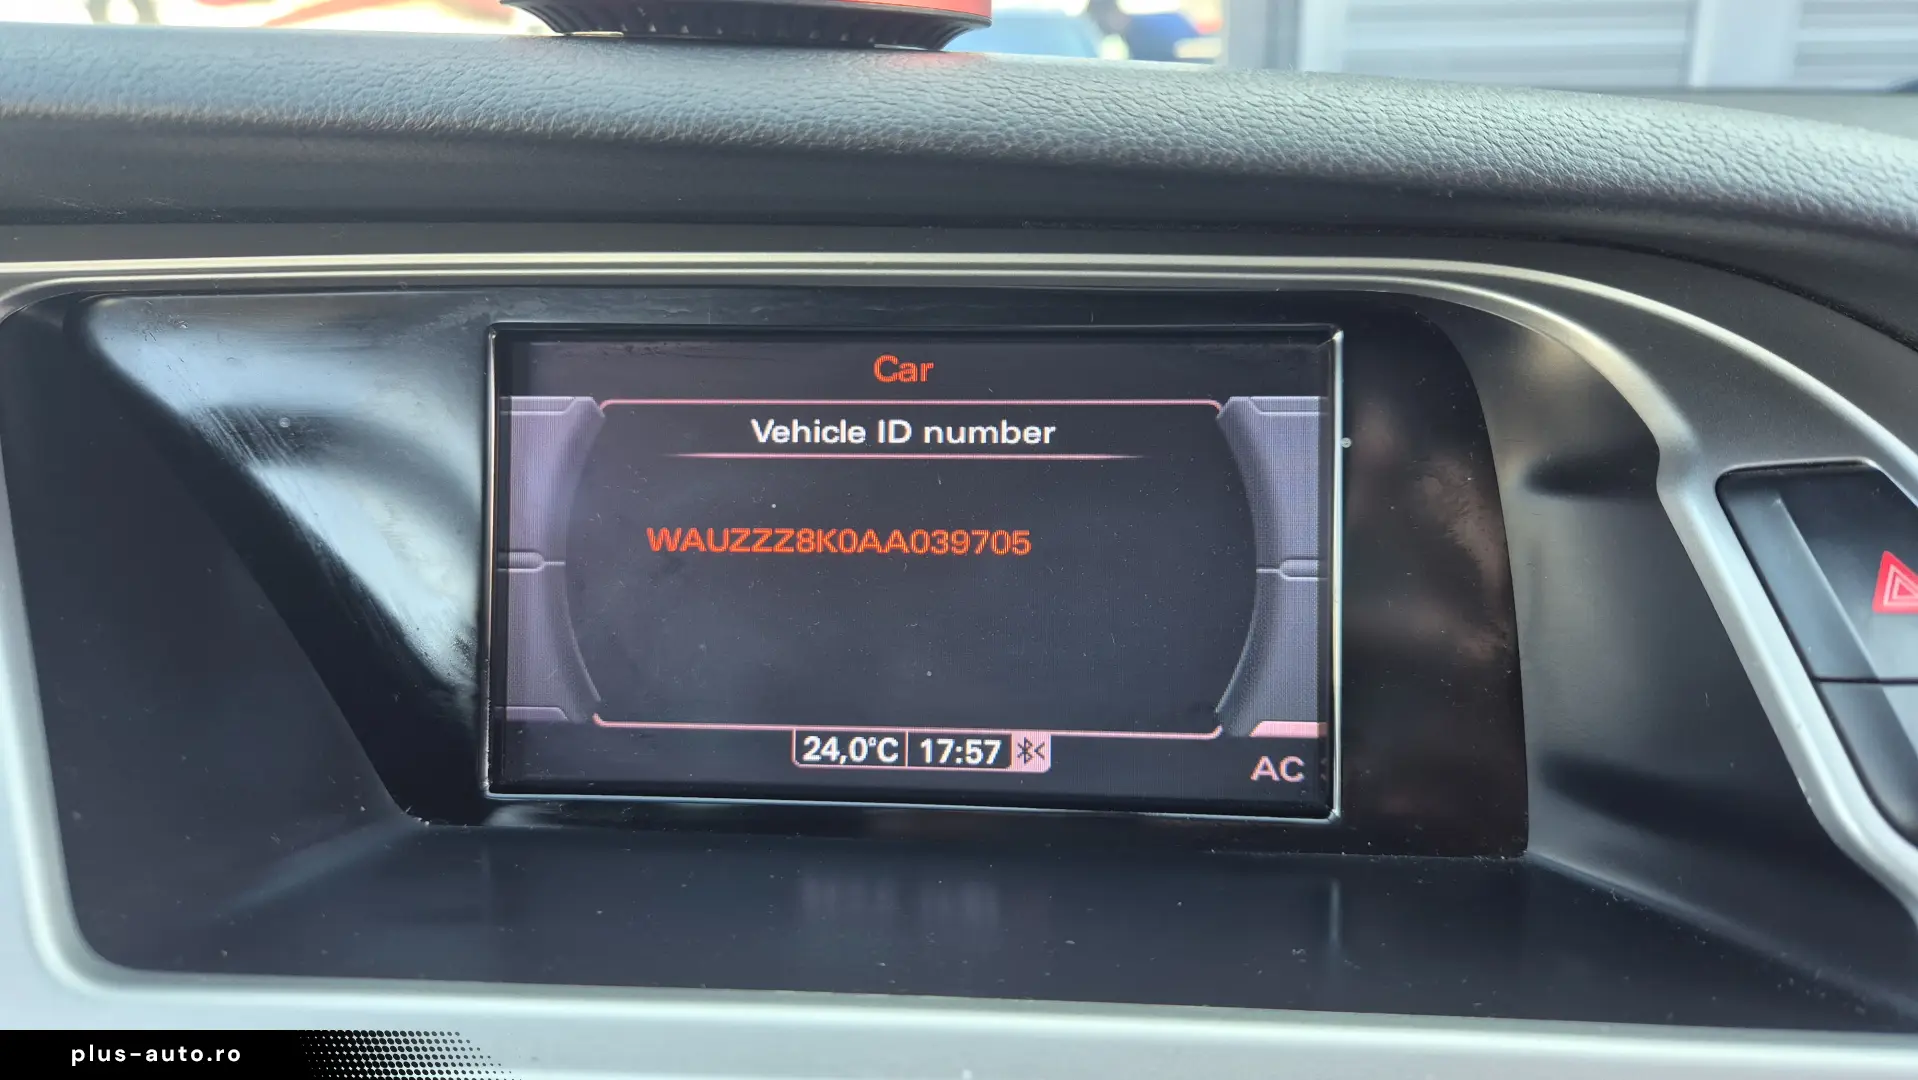 Car
Vehicle ID number
WAUZZZ8K0AA039705
24,0°C 17:57
AC
plus-auto.ro